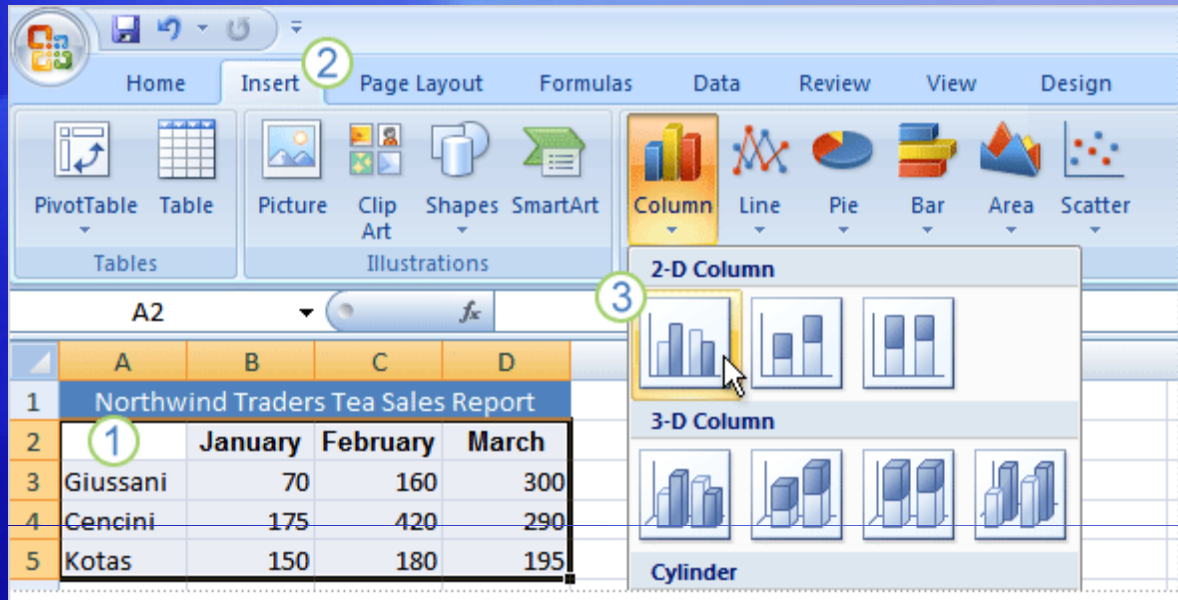 2
Home Insert Page Layout Formulas Data Review View Design
PivotTable Table Picture Clip Art Shapes SmartArt Column Line Pie Bar Area Scatter
Tables Illustrations
2-D Column
3
A2 fx
A B C D
1 Northwind Traders Tea Sales Report
3-D Column
2 1 January February March
3 Giussani 70 160 300
4 Cencini 175 420 290
5 Kotas 150 180 195
Cylinder